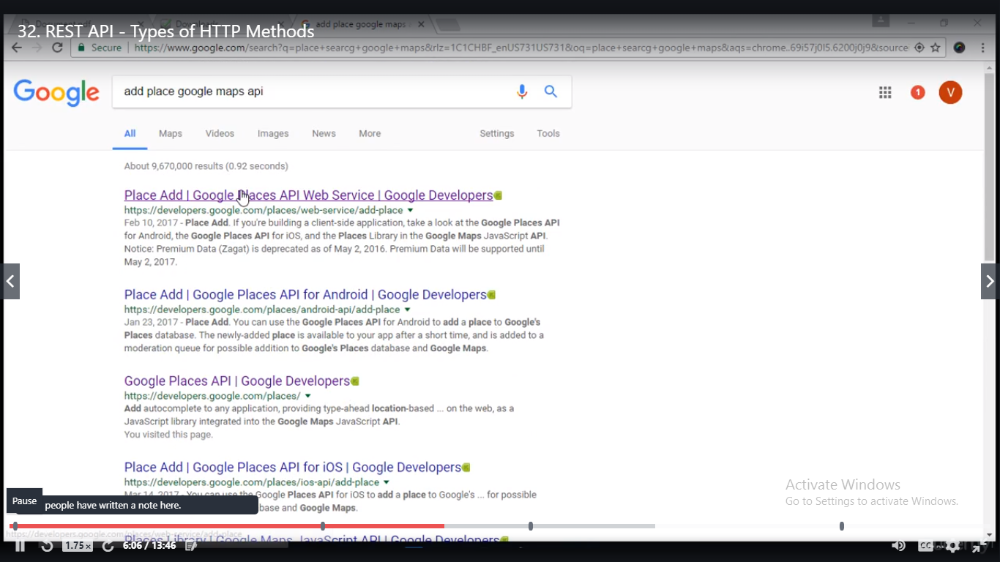 32. REST API - Types of HTTP Methods
add place google maps
Secure https://www.google.com/search?q=place+searcg+google+maps&rlz=1C1CHBF_enUS731US731&oq=place+searcg+google+maps&aqs=chrome..69i57j0l5.6200j0j9&source
Google
add place google maps api
1
V
All Maps Videos Images News More Settings Tools
About 9,670,000 results (0.92 seconds)
Place Add | Google Places API Web Service | Google Developers
https://developers.google.com/places/web-service/add-place
Feb 10, 2017 - Place Add. If you're building a client-side application, take a look at the Google Places API
for Android, the Google Places API for iOS, and the Places Library in the Google Maps JavaScript API.
Notice: Premium Data (Zagat) is deprecated as of May 2, 2016. Premium Data will be supported until
May 2, 2017.
Place Add | Google Places API for Android | Google Developers
https://developers.google.com/places/android-api/add-place
Jan 23, 2017 - Place Add. You can use the Google Places API for Android to add a place to Google's
Places database. The newly-added place is available to your app after a short time, and is added to a
moderation queue for possible addition to Google's Places database and Google Maps.
Google Places API | Google Developers
https://developers.google.com/places/
Add autocomplete to any application, providing type-ahead location-based ... on the web, as a
JavaScript library integrated into the Google Maps JavaScript API.
You visited this page.
Place Add | Google Places API for iOS | Google Developers
https://developers.google.com/places/ios-api/add-place
Mar 14, 2017 - You can use the Google Places API for iOS to add a place to Google's ... for possible
base and Google Maps.
Pause
people have written a note here.
Activate Windows
Go to Settings to activate Windows.
https://developers.google.com/places/web-service/add-place
Places Library | Google Maps JavaScript API | Google Developers
1.75 x 6:06 / 13:46
CC